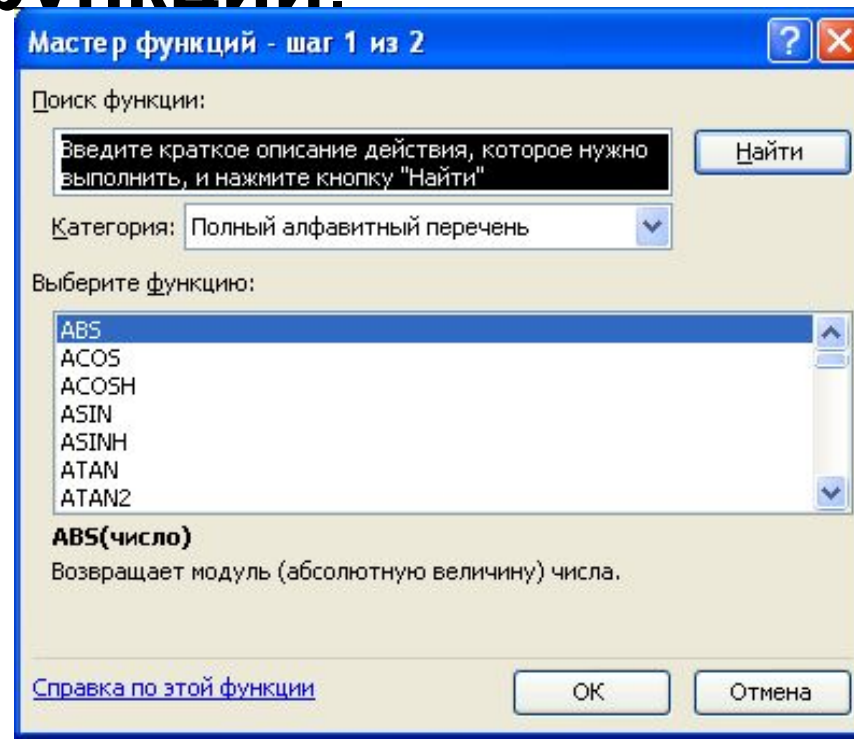 функции.
Мастер функций - шаг 1 из 2
Поиск функции:
Введите краткое описание действия, которое нужно
выполнить, и нажмите кнопку "Найти"
Найти
Категория: Полный алфавитный перечень
Выберите функцию:
ABS
ACOS
ACOSH
ASIN
ASINH
ATAN
ATAN2
ABS(число)
Возвращает модуль (абсолютную величину) числа.
Справка по этой функции
ОК
Отмена